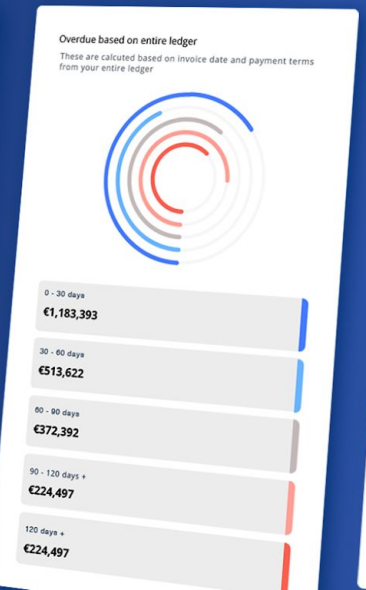 Overdue based on entire ledger
These are calcuted based on invoice date and payment terms
from your entire ledger
0 - 30 days
€1,183,393
30 - 60 days
€513,622
60 - 90 days
€372,392
90 - 120 days +
€224,497
120 days +
€224,497